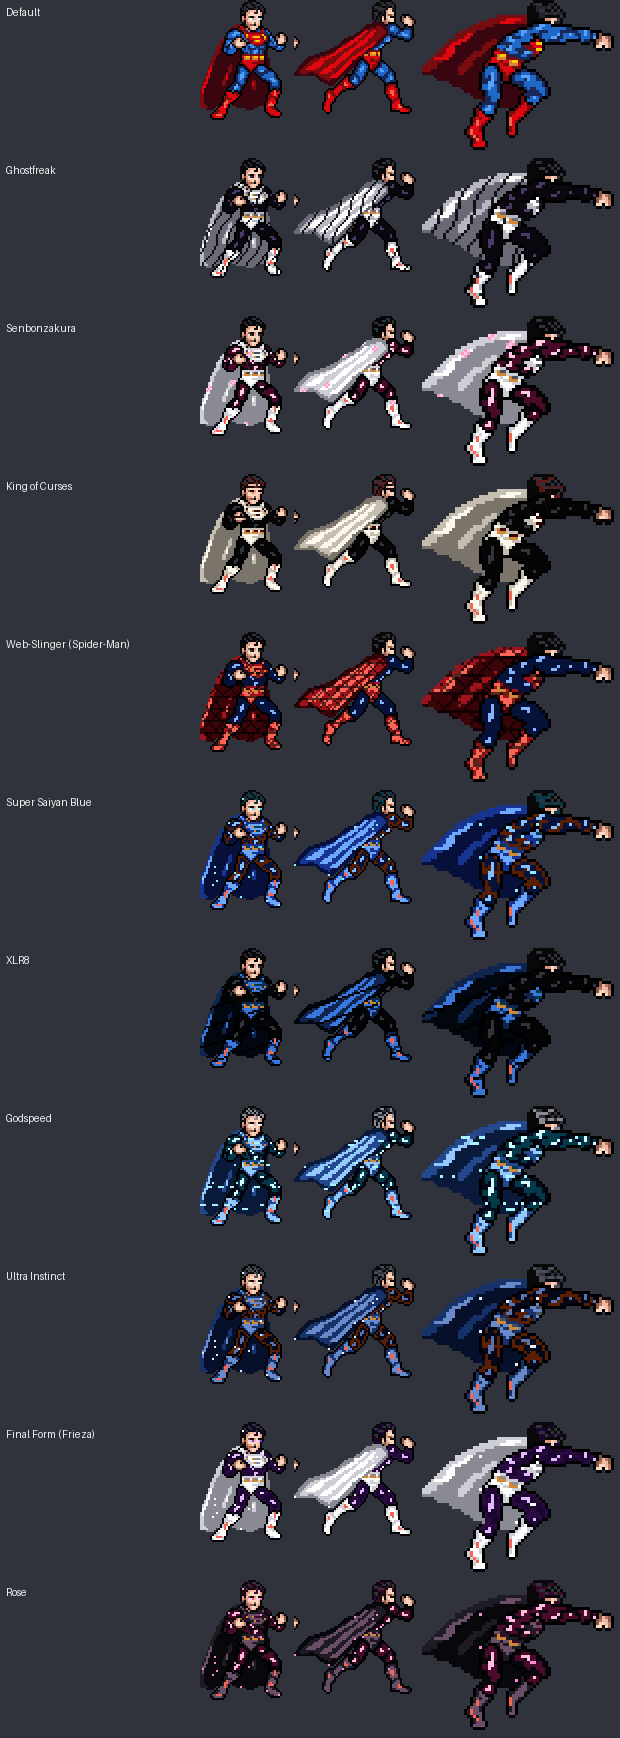 Default
Ghostfreak
Senbonzakura
King of Curses
Web-Slinger (Spider-Man)
Super Saiyan Blue
XLR8
Godspeed
Ultra Instinct
Final Form (Frieza)
Rose